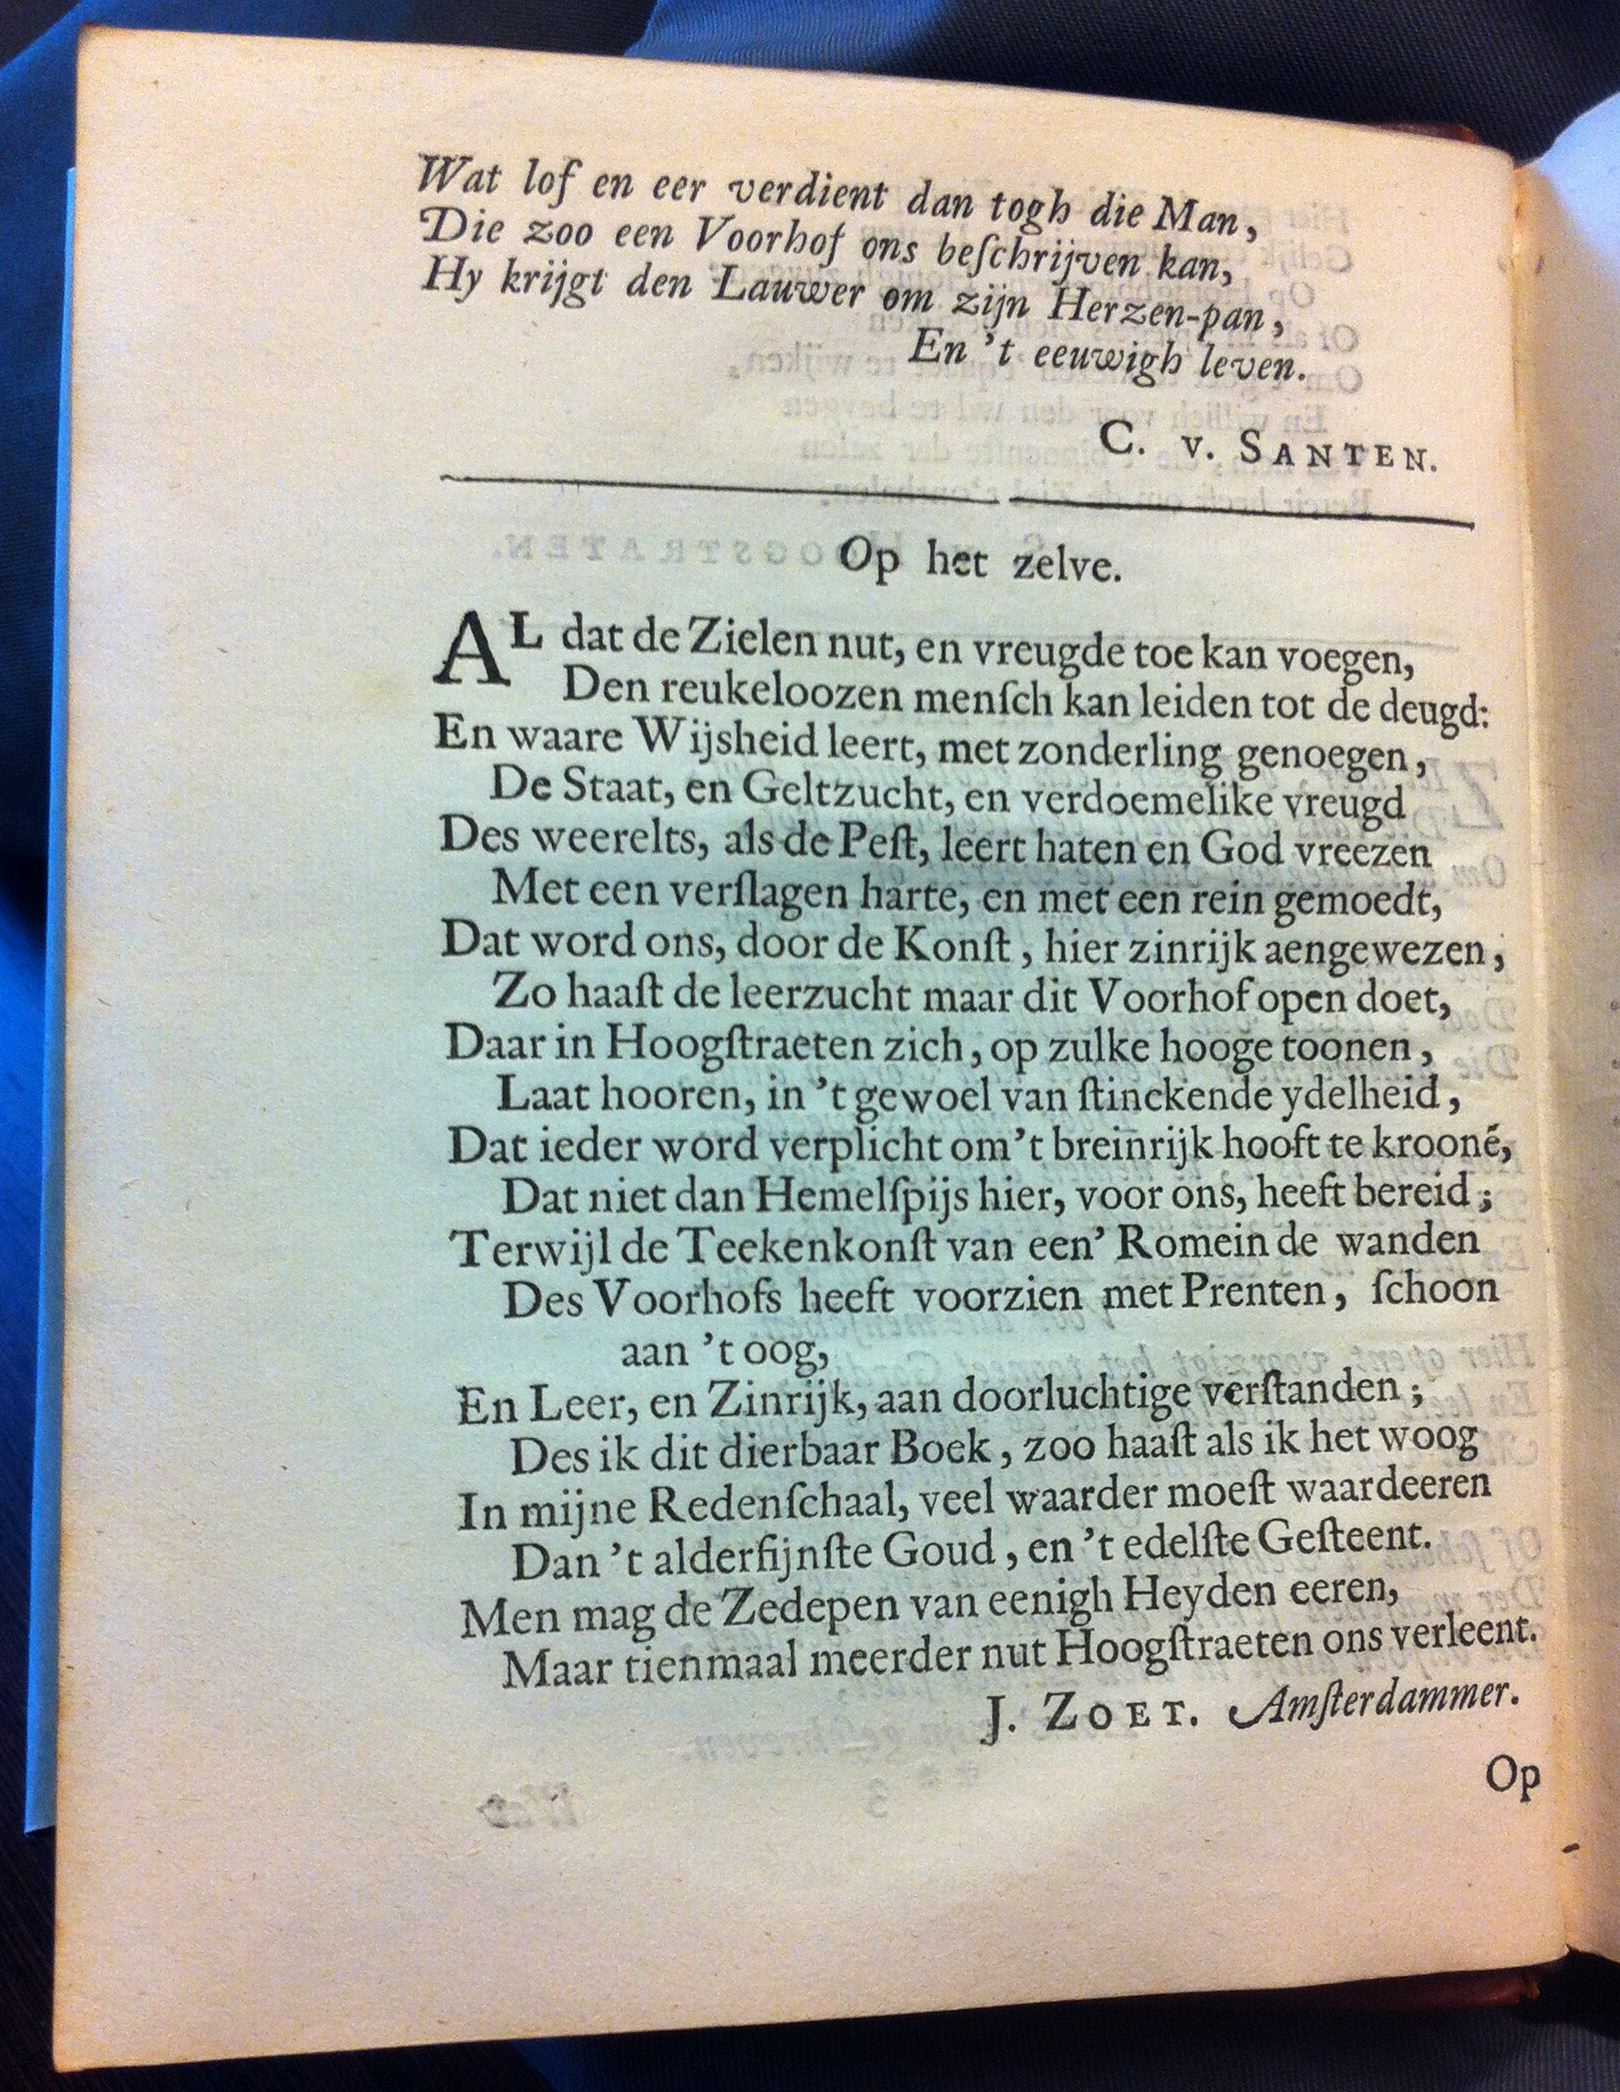 Wat lof en eer verdient dan togh die Man,
Die zoo een Voorhof ons beſchrijven kan,
Hy krijgt den Lauwer om zijn Herzen-pan,
En 't eeuwigh leven.
C. v. SANTEN.
Op het zelve.
AL dat de Zielen nut, en vreugde toe kan voegen,
Den reukeloozen menſch kan leiden tot de deugd:
En waare Wijsheid leert, met zonderling genoegen,
De Staat, en Geltzucht, en verdoemelike vreugd
Des weerelts, als de Peſt, leert haten en God vreezen
Met een verſlagen harte, en met een rein gemoedt,
Dat word ons, door de Konſt, hier zinrijk aengewezen,
Zo haaſt de leerzucht maar dit Voorhof open doet,
Daar in Hoogſtraeten zich, op zulke hooge toonen,
Laat hooren, in 't gewoel van ſtinckende ydelheid,
Dat ieder word verplicht om 't breinrijk hooft te kroonē,
Dat niet dan Hemelſpijs hier, voor ons, heeft bereid;
Terwijl de Teekenkonſt van een' Romein de wanden
Des Voorhofs heeft voorzien met Prenten, ſchoon
aan 't oog,
En Leer, en Zinrijk, aan doorluchtige verſtanden;
Des ik dit dierbaar Boek, zoo haaſt als ik het woog
In mijne Redenſchaal, veel waarder moeſt waardeeren
Dan 't alderfijnſte Goud, en 't edelſte Geſteent.
Men mag de Zedepen van eenigh Heyden eeren,
Maar tienmaal meerder nut Hoogſtraeten ons verleent.
J. ZOET. Amſterdammer.
Op